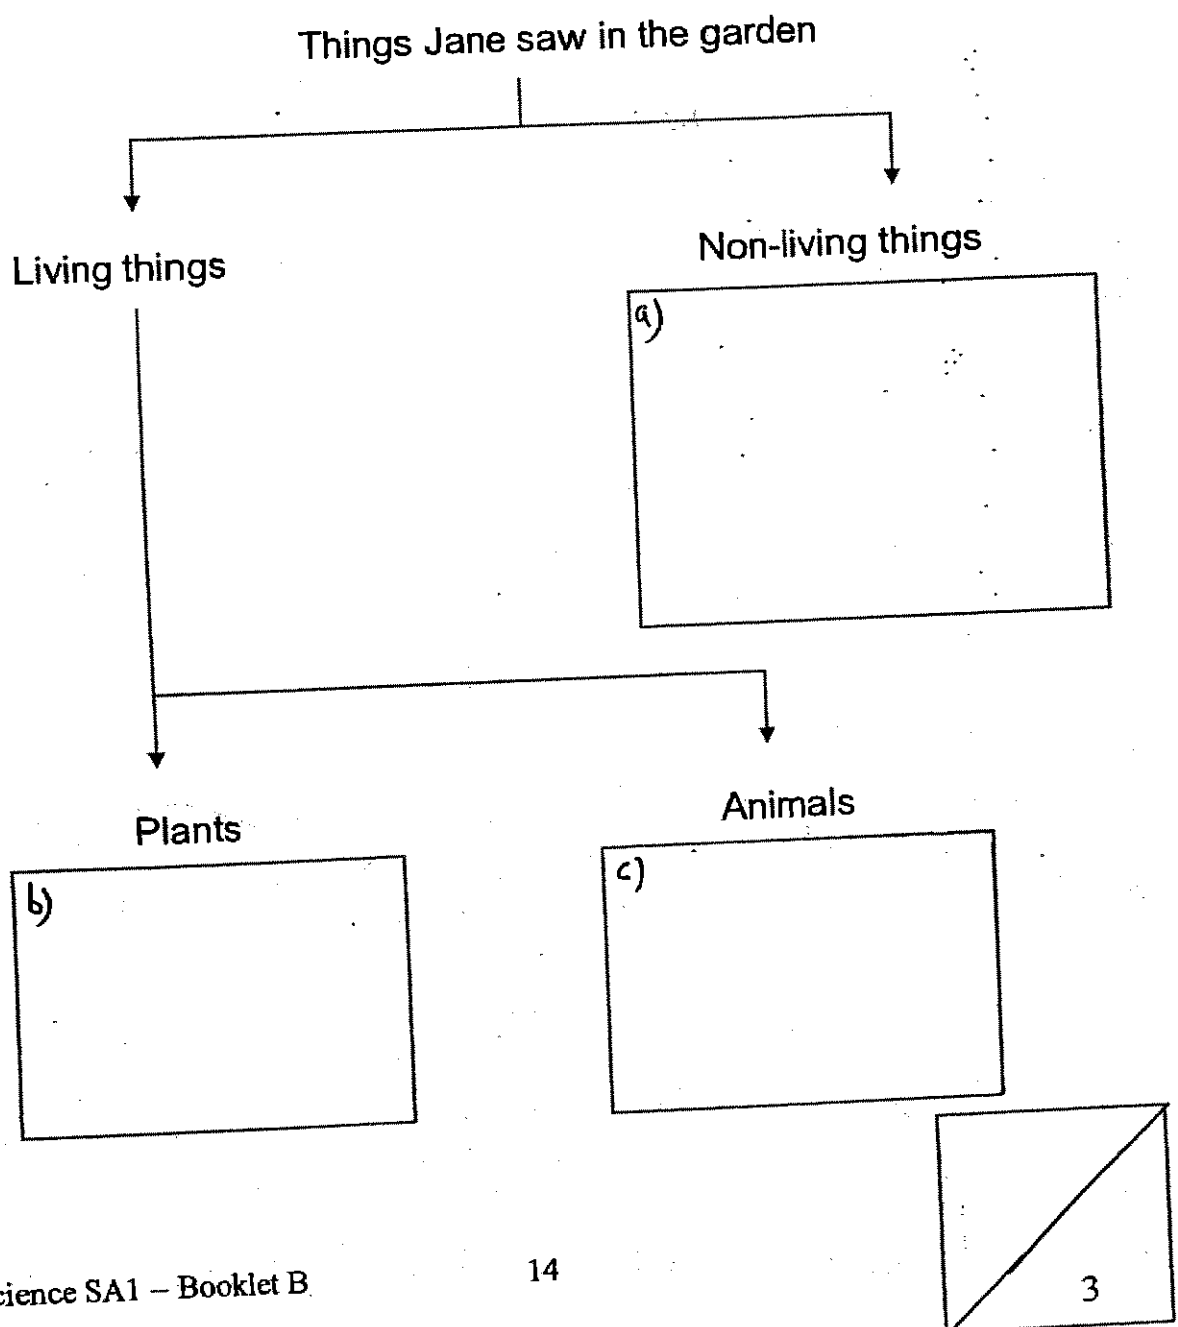 Things Jane saw in the garden
Living things
Non-living things
a)
Plants
Animals
b)
c)
cience SA1 – Booklet B
14
3